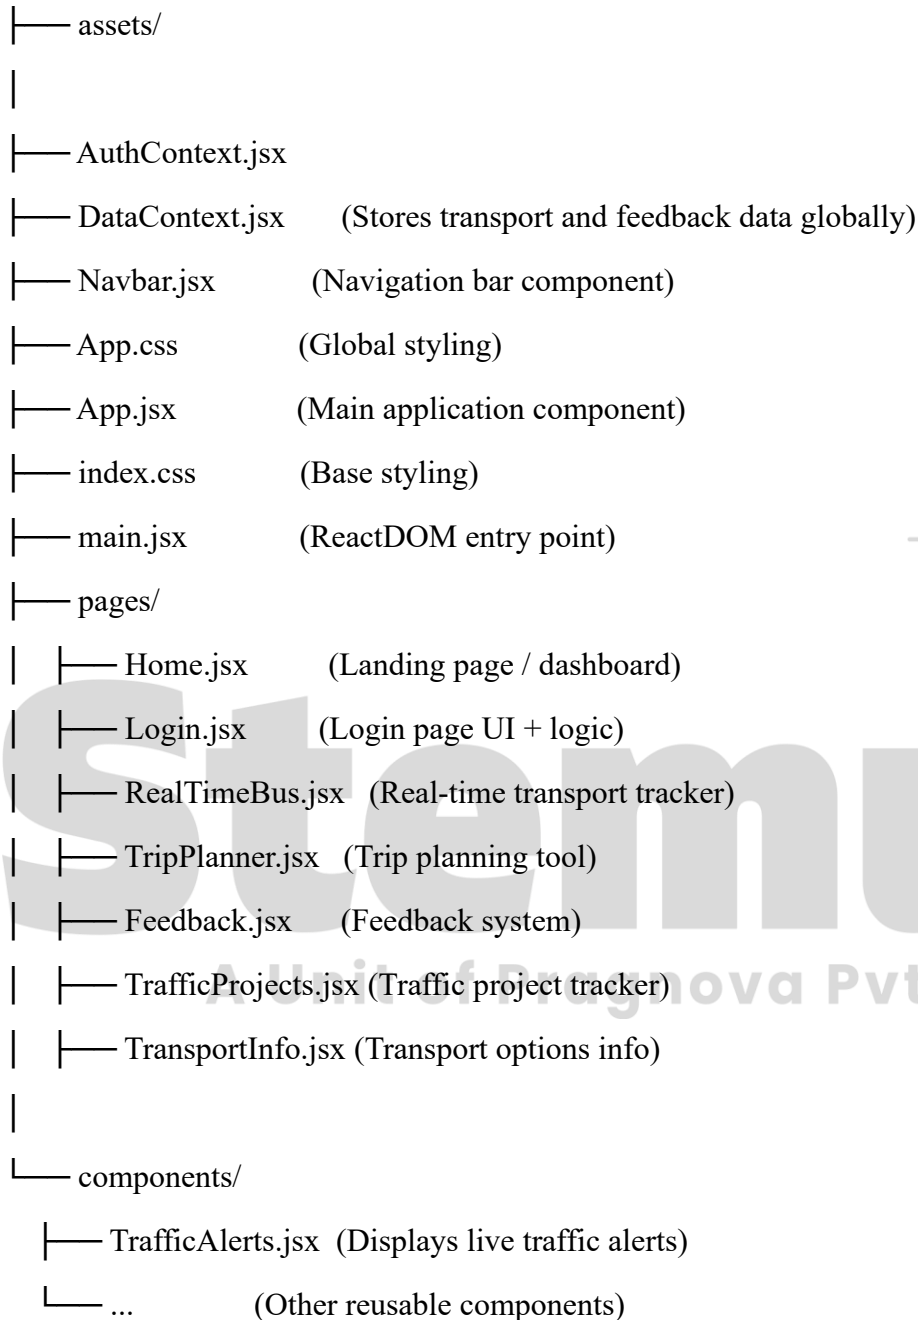 ├── assets/
│
├── AuthContext.jsx
├── DataContext.jsx (Stores transport and feedback data globally)
├── Navbar.jsx (Navigation bar component)
├── App.css (Global styling)
├── App.jsx (Main application component)
├── index.css (Base styling)
├── main.jsx (ReactDOM entry point)
├── pages/
│ ├── Home.jsx (Landing page / dashboard)
│ ├── Login.jsx (Login page UI + logic)
│ ├── RealTimeBus.jsx (Real-time transport tracker)
│ ├── TripPlanner.jsx (Trip planning tool)
│ ├── Feedback.jsx (Feedback system)
│ ├── TrafficProjects.jsx (Traffic project tracker)
│ ├── TransportInfo.jsx (Transport options info)
│
└── components/
├── TrafficAlerts.jsx (Displays live traffic alerts)
└── ... (Other reusable components)
Stemu
A Unit of Pragnova Pvt